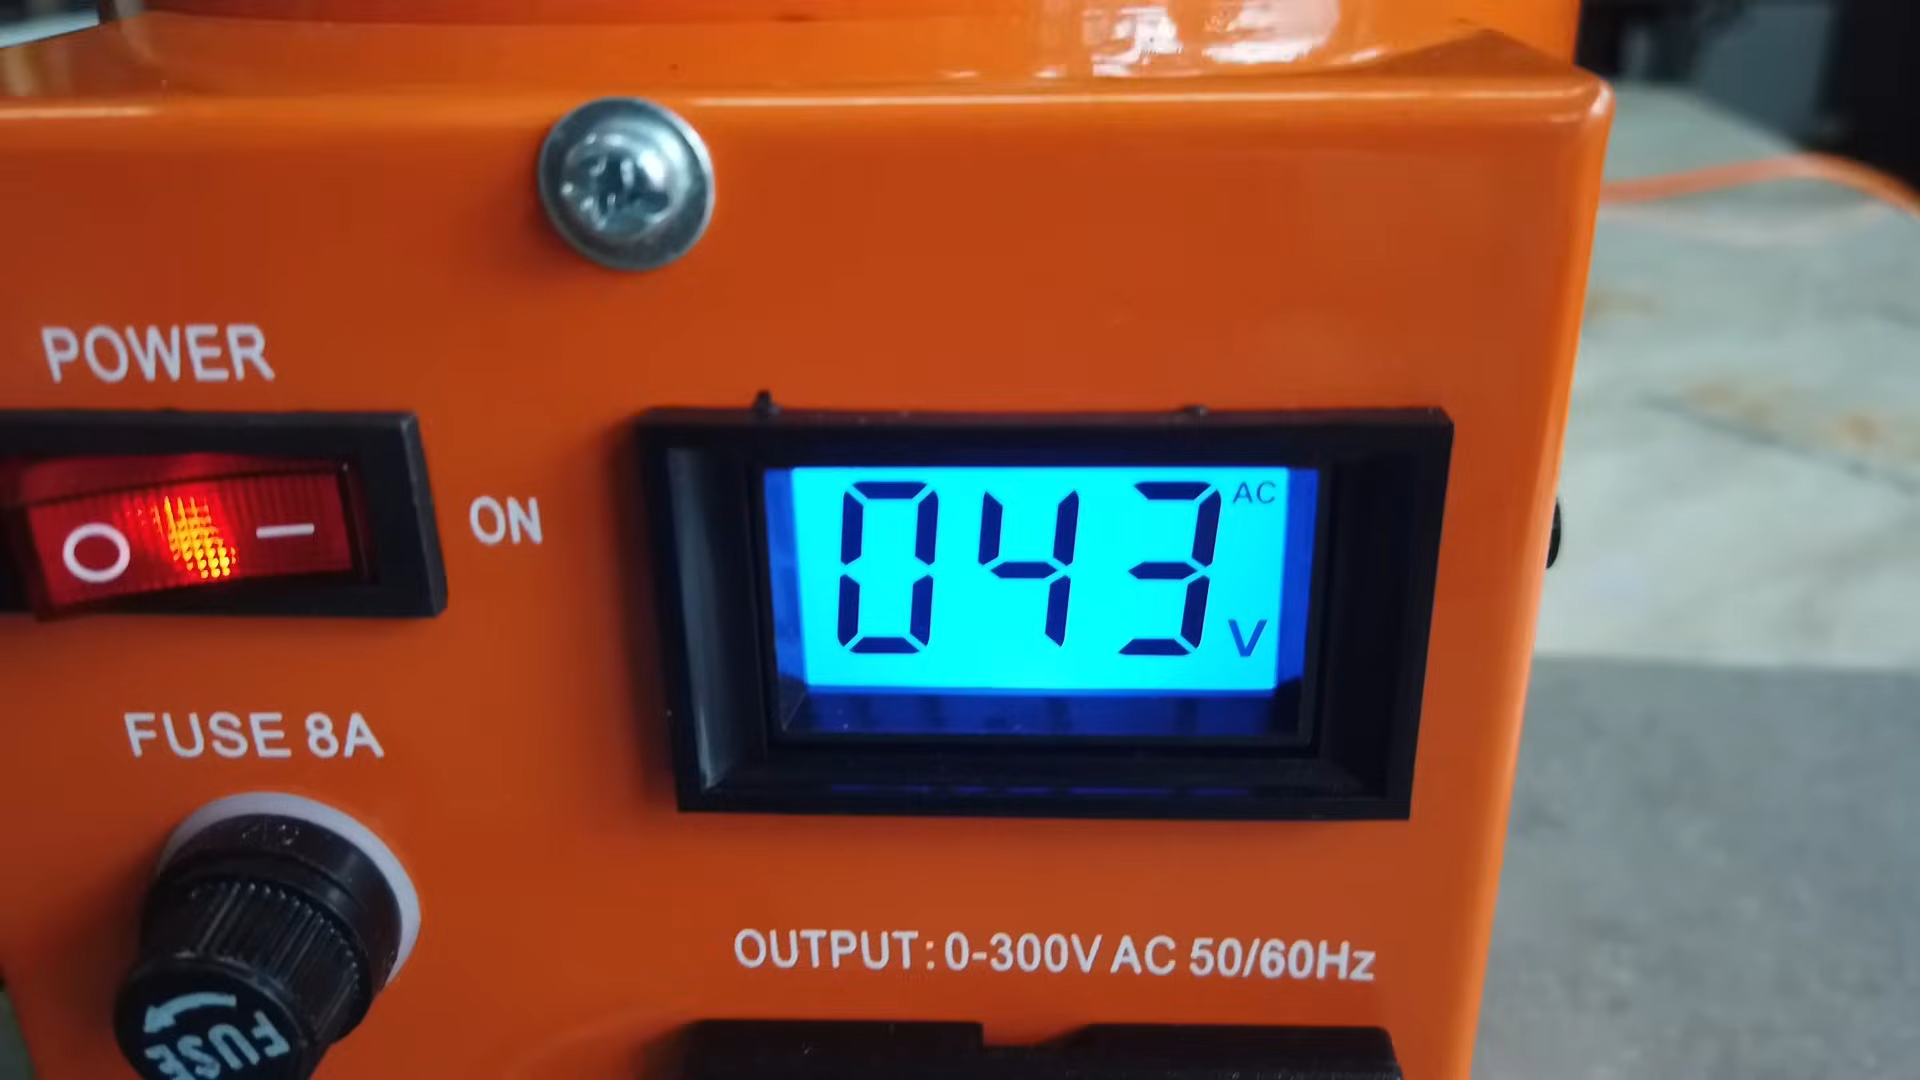 POWER
ON
043 AC V
FUSE 8A
OUTPUT: 0-300V AC 50/60Hz
FUSE